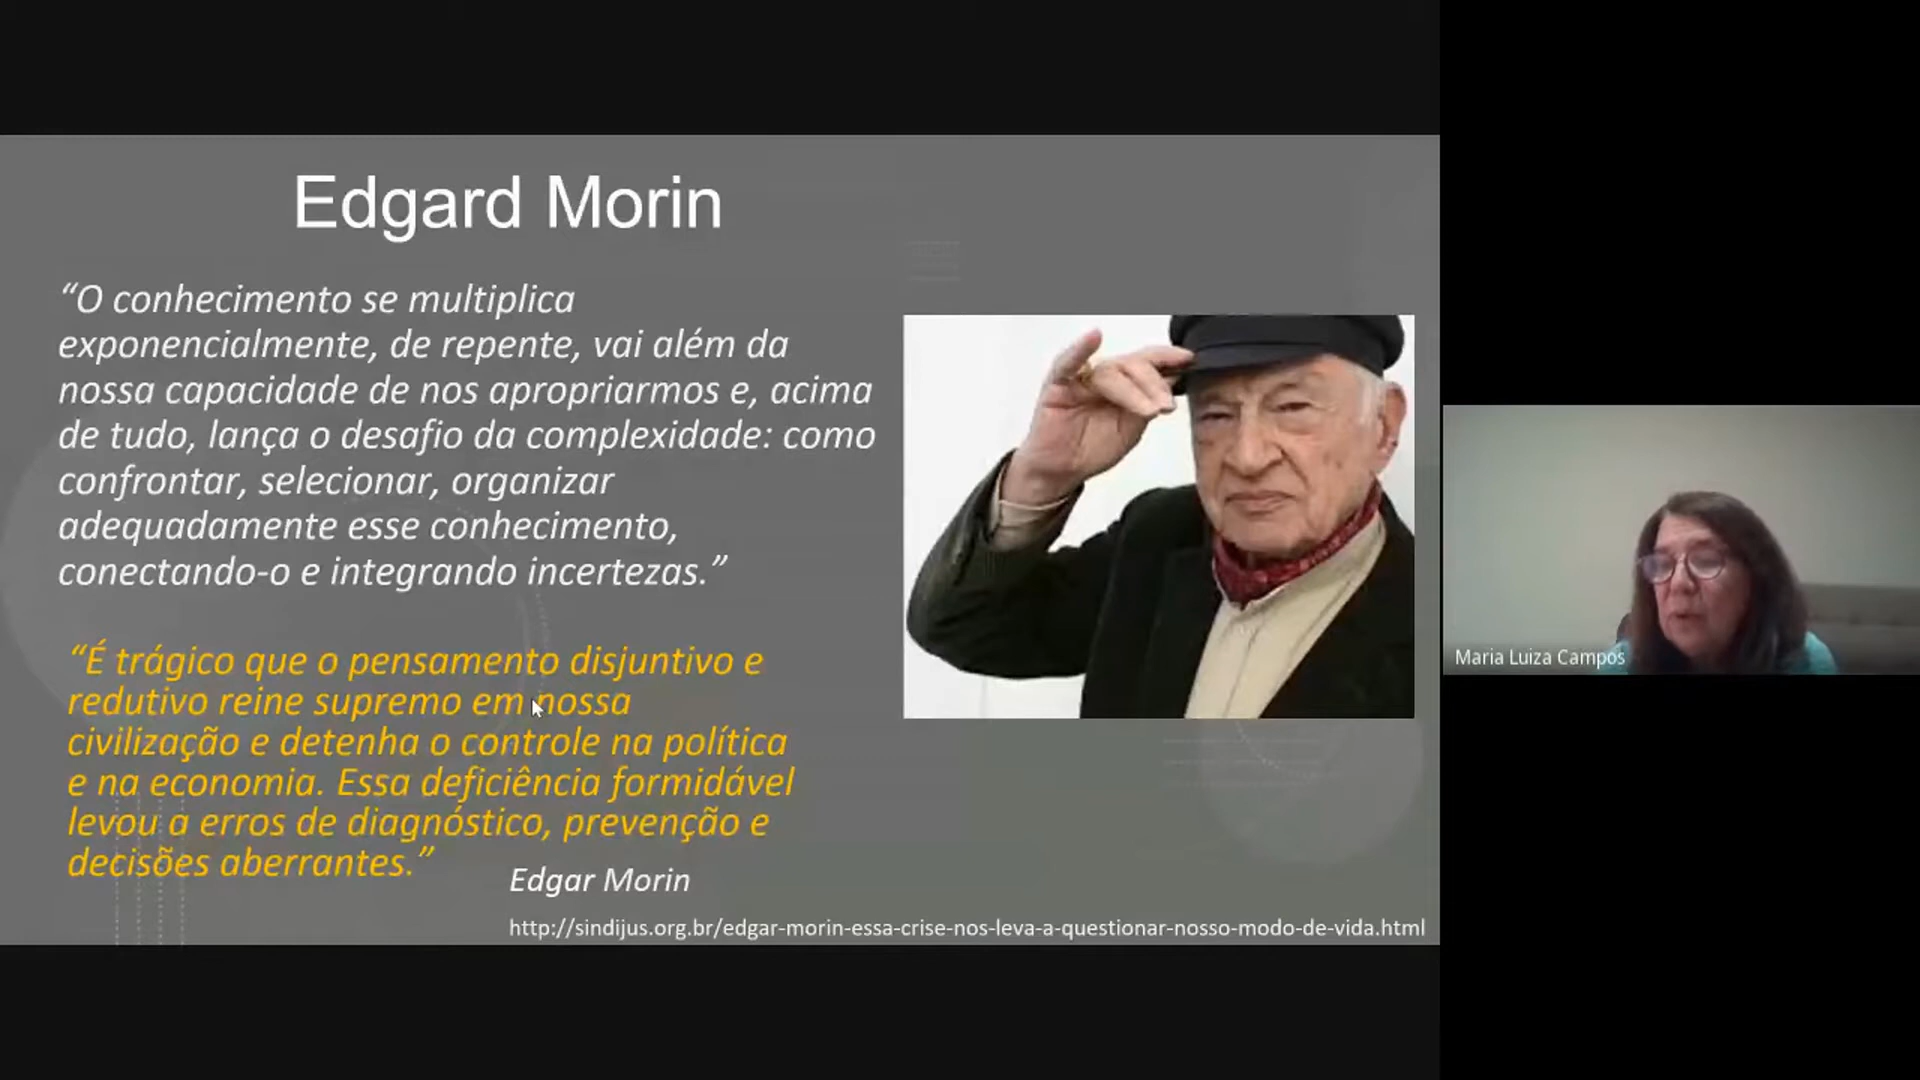 Edgard Morin
“O conhecimento se multiplica
exponencialmente, de repente, vai além da
nossa capacidade de nos apropriarmos e, acima
de tudo, lança o desafio da complexidade: como
confrontar, selecionar, organizar
adequadamente esse conhecimento,
conectando-o e integrando incertezas.”
“É trágico que o pensamento disjuntivo e
redutivo reine supremo em nossa
civilização e detenha o controle na política
e na economia. Essa deficiência formidável
levou a erros de diagnóstico, prevenção e
decisões aberrantes.”
Edgar Morin
http://sindijus.org.br/edgar-morin-essa-crise-nos-leva-a-questionar-nosso-modo-de-vida.html
Maria Luiza Campos